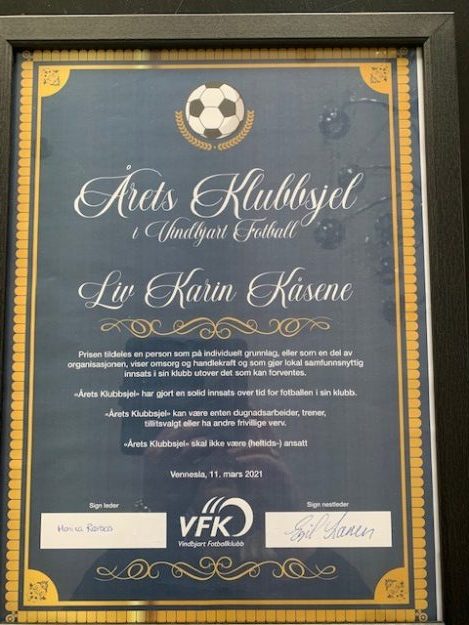 Årets Klubbsjel
i Vindbjart Fotball
Liv Karin Kåsene
Prisen tildeles en person som på individuelt grunnlag, eller som en del av
organisasjonen, viser omsorg og handlekraft og som gjør lokal samfunnsnyttig
innsats i sin klubb utover det som kan forventes.
«Årets Klubbsjel» har gjort en solid innsats over tid for fotballen i sin klubb.
«Årets Klubbsjel» kan være enten dugnadsarbeider, trener,
tillitsvalgt eller ha andre frivillige verv.
«Årets Klubbsjel» skal ikke være (heltids-) ansatt
Vennesla, 11. mars 2021
Sign leder
Sign nestleder
Monica
VFK
Vindbjart Fotballklubb